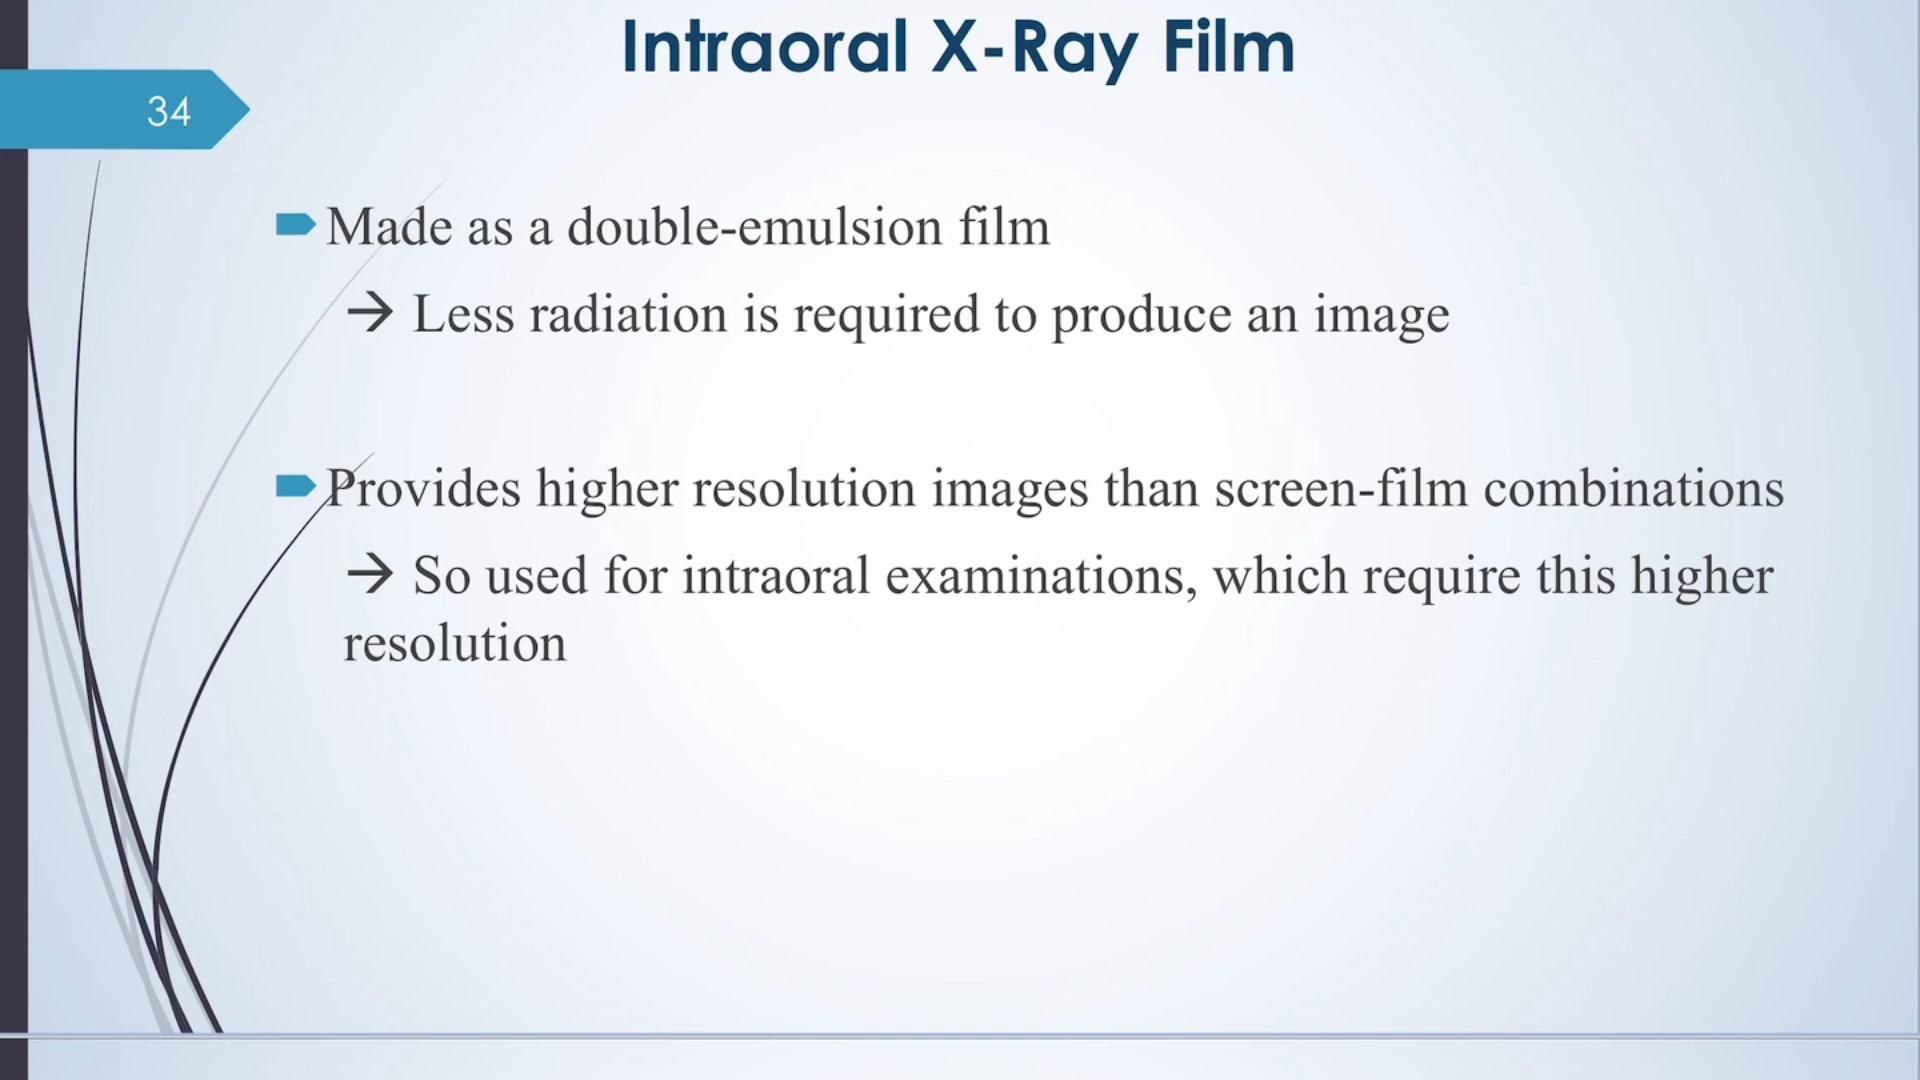 Intraoral X-Ray Film
34
Made as a double-emulsion film
→ Less radiation is required to produce an image
Provides higher resolution images than screen-film combinations
→ So used for intraoral examinations, which require this higher
resolution